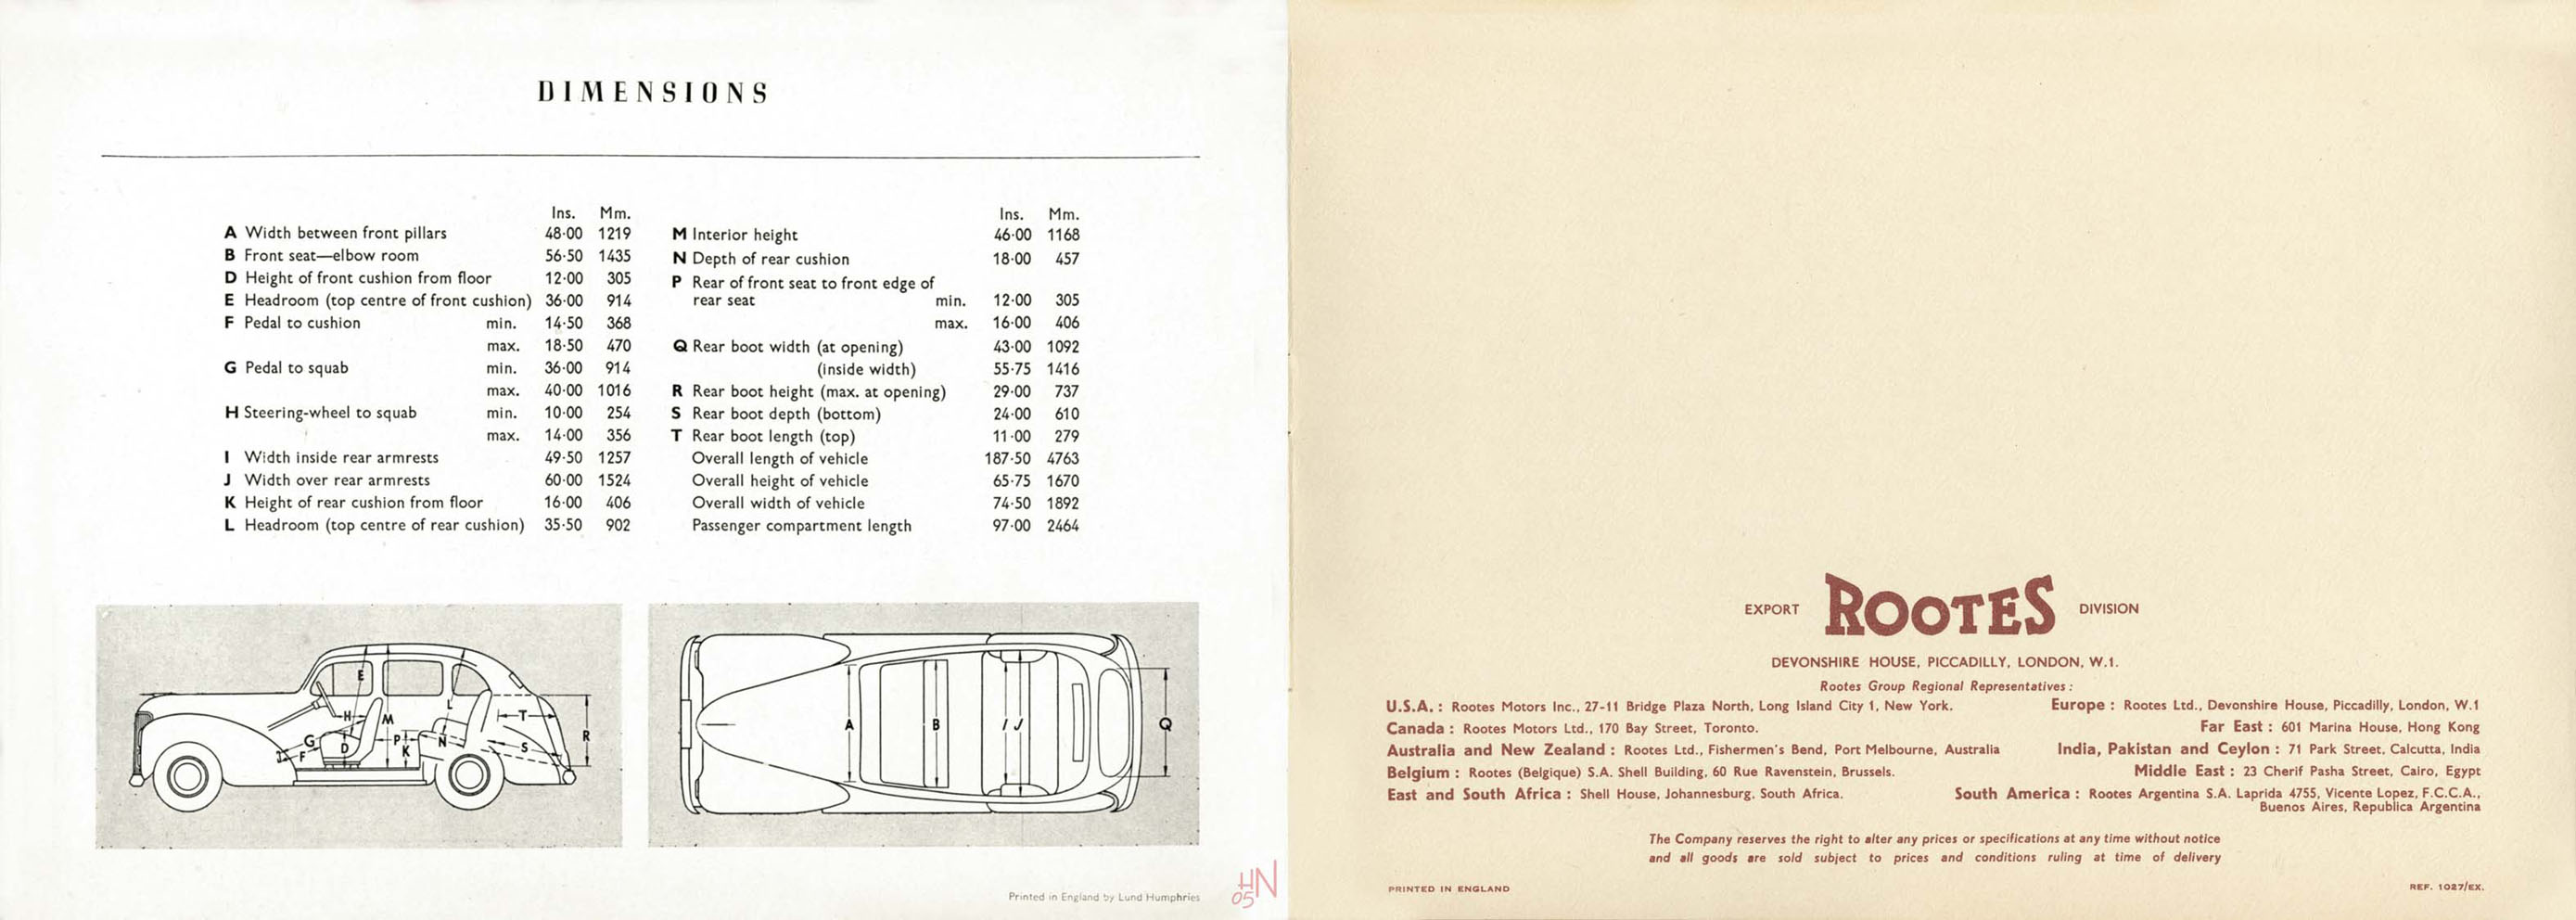 DIMENSIONS
Ins. Mm.
A Width between front pillars 48·00 1219
B Front seat—elbow room 56·50 1435
D Height of front cushion from floor 12·00 305
E Headroom (top centre of front cushion) 36·00 914
F Pedal to cushion min. 14·50 368
max. 18·50 470
G Pedal to squab min. 36·00 914
max. 40·00 1016
H Steering-wheel to squab min. 10·00 254
max. 14·00 356
I Width inside rear armrests 49·50 1257
J Width over rear armrests 60·00 1524
K Height of rear cushion from floor 16·00 406
L Headroom (top centre of rear cushion) 35·50 902
Ins. Mm.
M Interior height 46·00 1168
N Depth of rear cushion 18·00 457
P Rear of front seat to front edge of
rear seat min. 12·00 305
max. 16·00 406
Q Rear boot width (at opening) 43·00 1092
(inside width) 55·75 1416
R Rear boot height (max. at opening) 29·00 737
S Rear boot depth (bottom) 24·00 610
T Rear boot length (top) 11·00 279
Overall length of vehicle 187·50 4763
Overall height of vehicle 65·75 1670
Overall width of vehicle 74·50 1892
Passenger compartment length 97·00 2464
E
L
H M T
G D P K N S R
F
A B I J Q
Printed in England by Lund Humphries
HN
05
EXPORT ROOTES DIVISION
DEVONSHIRE HOUSE, PICCADILLY, LONDON, W.1.
Rootes Group Regional Representatives :
U.S.A. : Rootes Motors Inc., 27-11 Bridge Plaza North, Long Island City 1, New York. Europe : Rootes Ltd., Devonshire House, Piccadilly, London, W.1
Canada : Rootes Motors Ltd., 170 Bay Street, Toronto. Far East : 601 Marina House, Hong Kong
Australia and New Zealand : Rootes Ltd., Fishermen's Bend, Port Melbourne, Australia India, Pakistan and Ceylon : 71 Park Street, Calcutta, India
Belgium : Rootes (Belgique) S.A. Shell Building, 60 Rue Ravenstein, Brussels. Middle East : 23 Cherif Pasha Street, Cairo, Egypt
East and South Africa : Shell House, Johannesburg, South Africa. South America : Rootes Argentina S.A. Laprida 4755, Vicente Lopez, F.C.C.A.,
Buenos Aires, Republica Argentina
The Company reserves the right to alter any prices or specifications at any time without notice
and all goods are sold subject to prices and conditions ruling at time of delivery
PRINTED IN ENGLAND REF. 1027/EX.